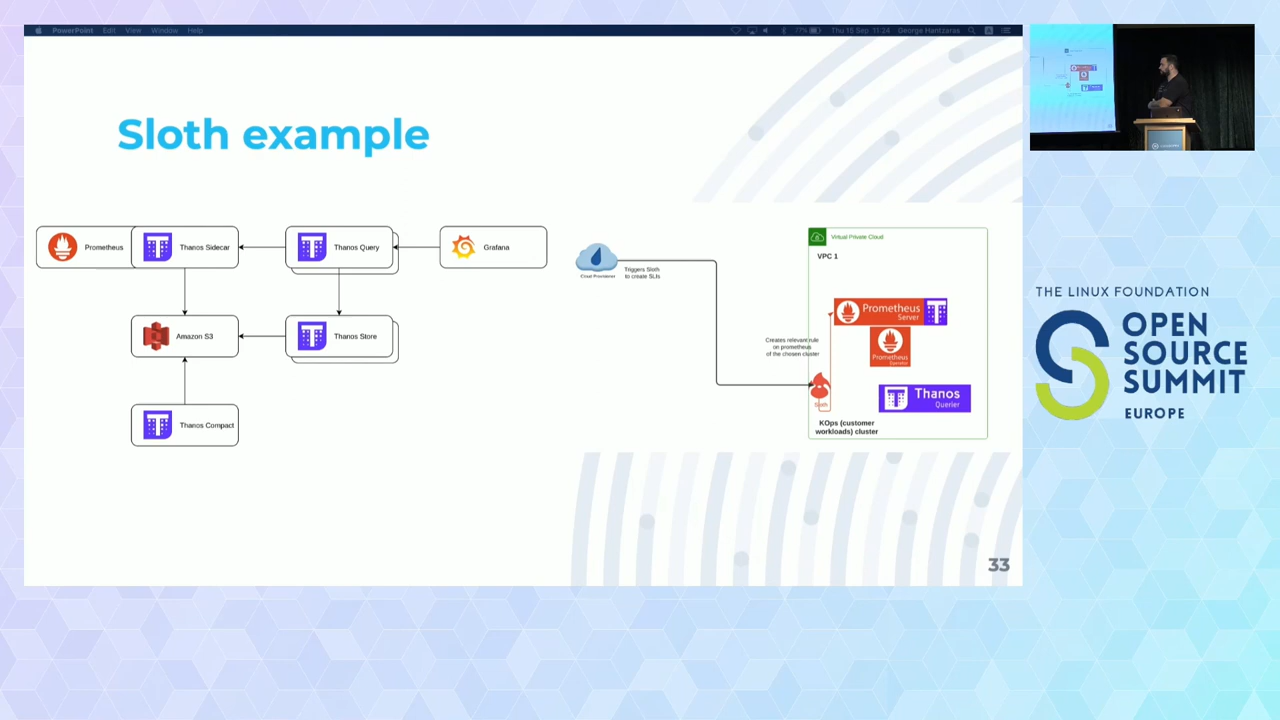 PowerPoint Edit View Window Help
77% Thu 15 Sep 11:24 George Hantzaras
Sloth example
Prometheus
Thanos Sidecar
Thanos Query
Grafana
Amazon S3
Thanos Store
Thanos Compact
Cloud Provisioner
Triggers Sloth
to create SLIs
Virtual Private Cloud
VPC 1
Prometheus
Server
Prometheus
Operator
Creates relevant rule
on prometheus
of the chosen cluster
Sloth
Thanos
Querier
KOps (customer
workloads) cluster
33
THE LINUX FOUNDATION
OPEN
SOURCE
SUMMIT
EUROPE